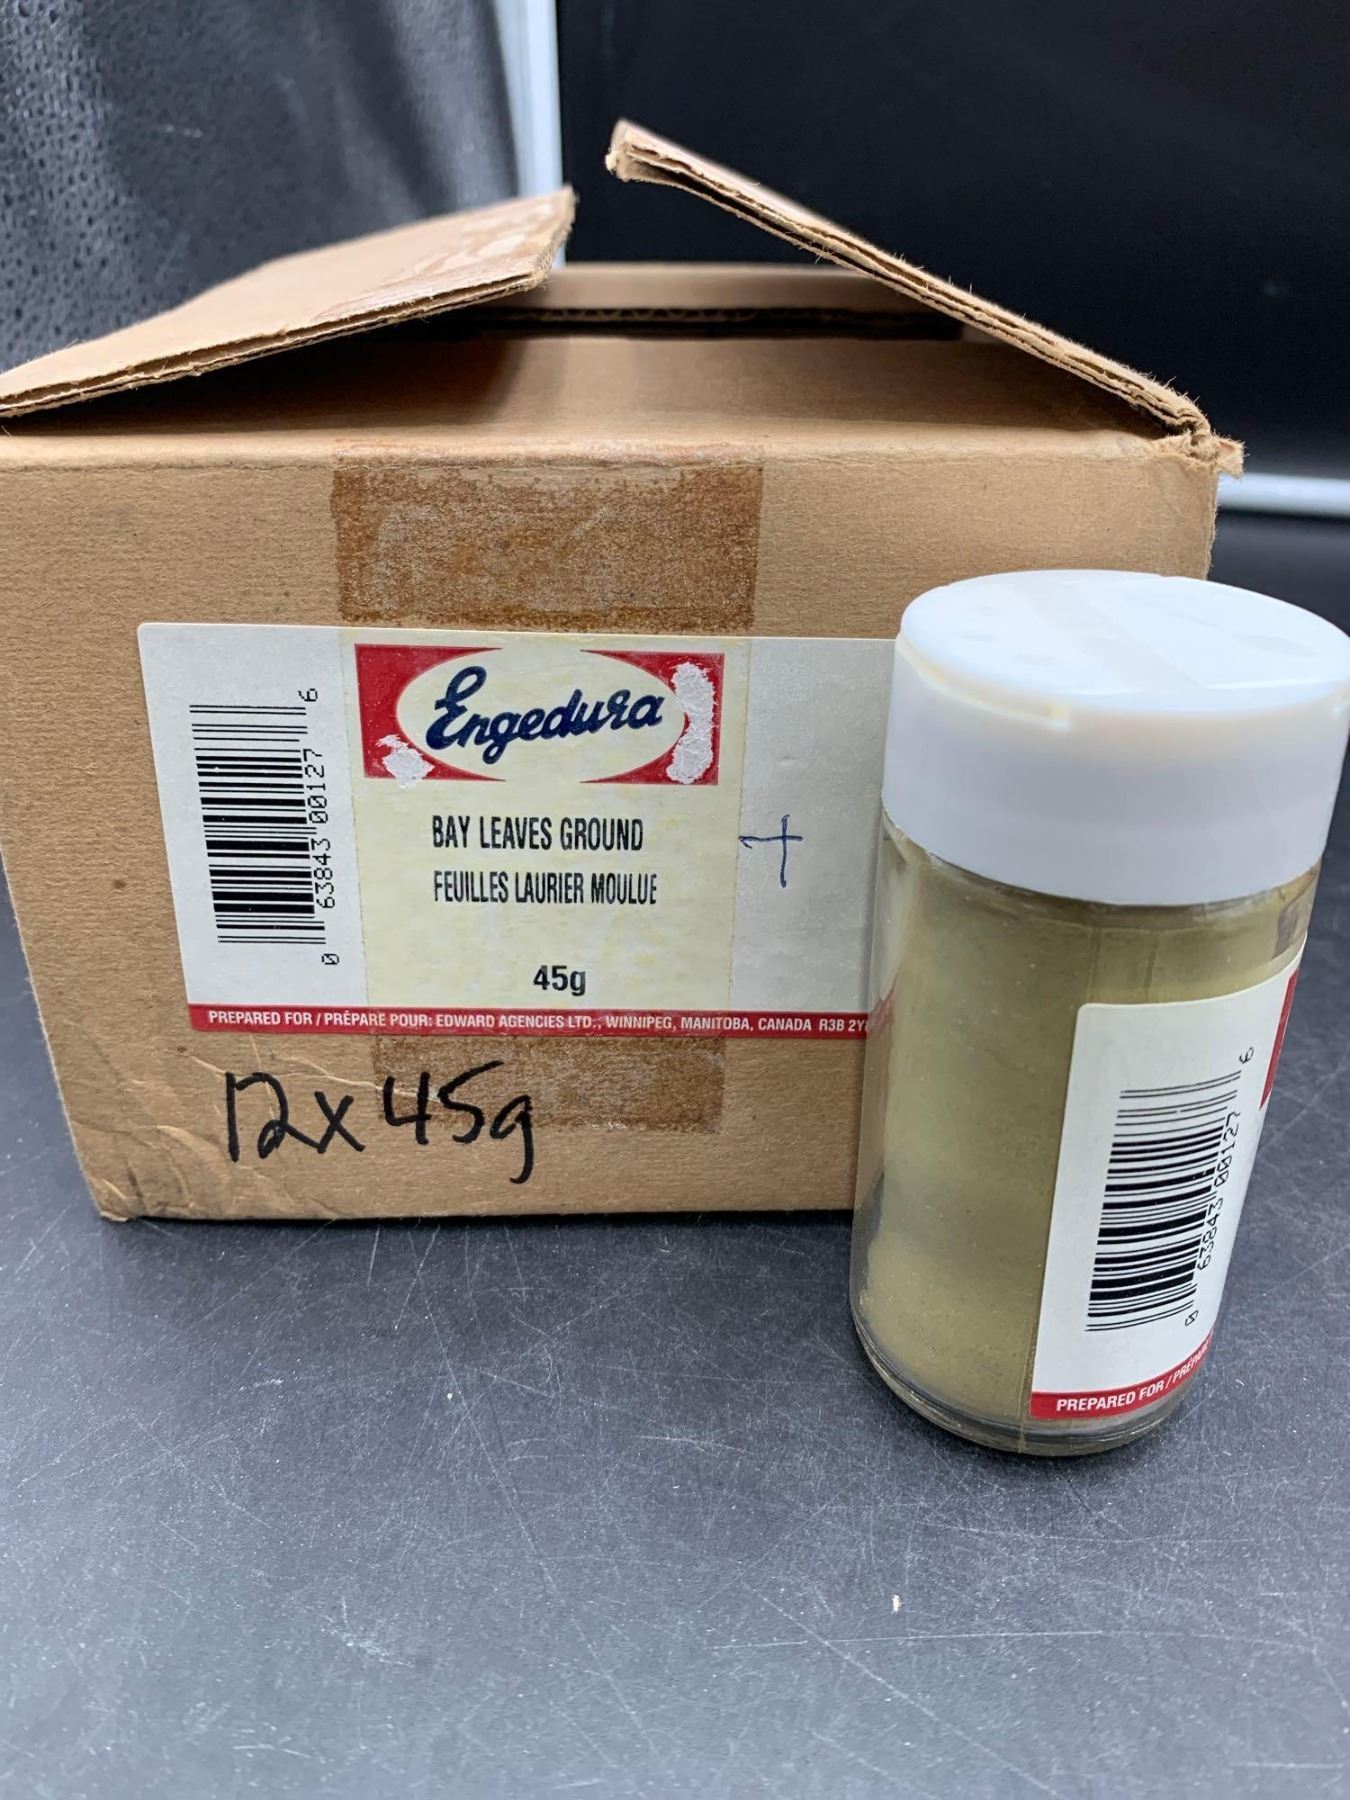 Engedura
BAY LEAVES GROUND
FEUILLES LAURIER MOULUE
45g
0 63843 00127 6
+
PREPARED FOR / PRÉPARÉ POUR: EDWARD AGENCIES LTD., WINNIPEG, MANITOBA, CANADA R3B
12x45g
0 63843 00127 6
PREPARED FOR /